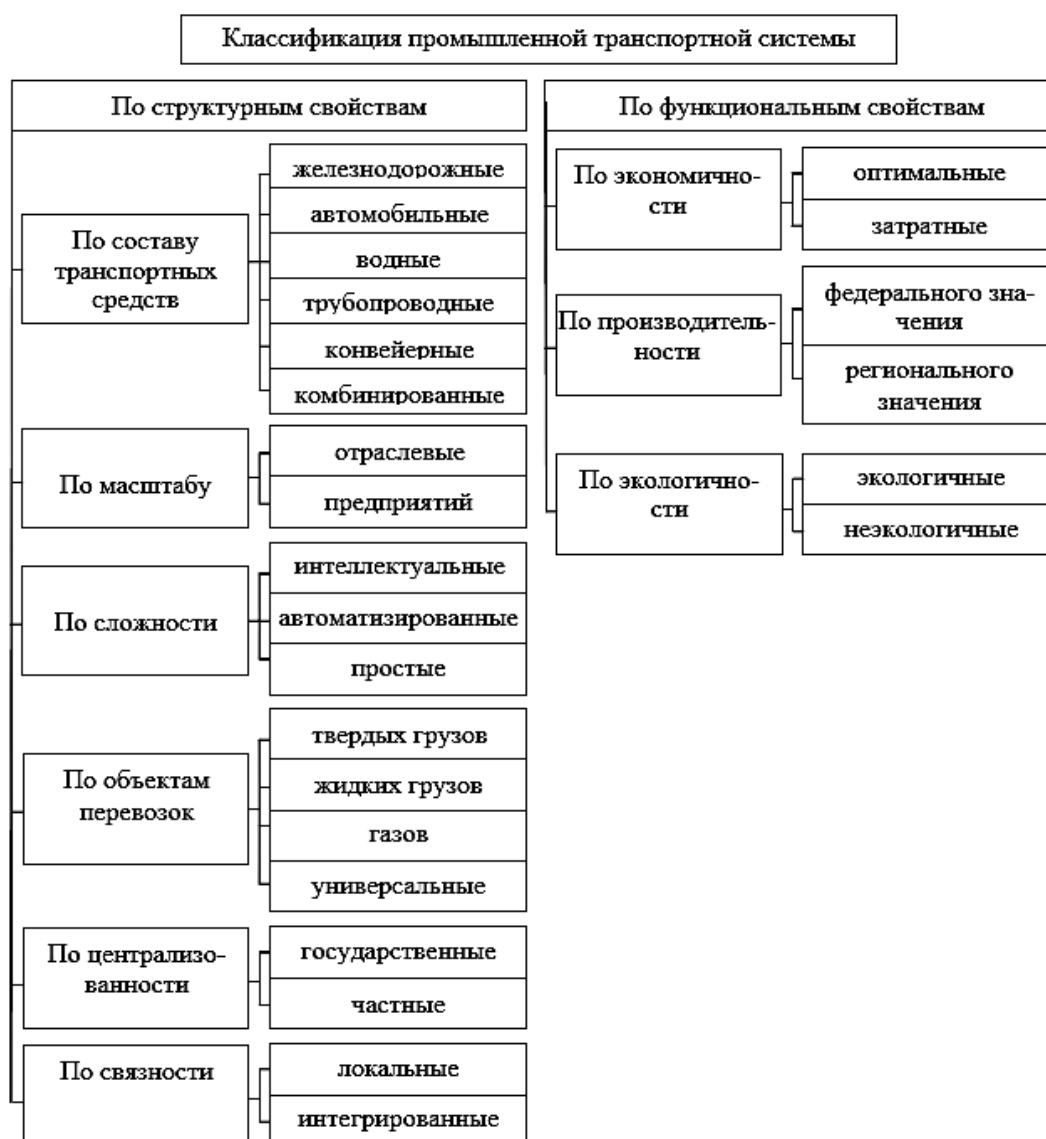 Классификация промышленной транспортной системы
По структурным свойствам
По составу
транспортных
средств
железнодорожные
автомобильные
водные
трубопроводные
конвейерные
комбинированные
По масштабу
отраслевые
предприятий
По сложности
интеллектуальные
автоматизированные
простые
По объектам
перевозок
твердых грузов
жидких грузов
газов
универсальные
По централизо-
ванности
государственные
частные
По связности
локальные
интегрированные
По функциональным свойствам
По экономично-
сти
оптимальные
затратные
По производитель-
ности
федерального зна-
чения
регионального
значения
По экологично-
сти
экологичные
неэкологичные